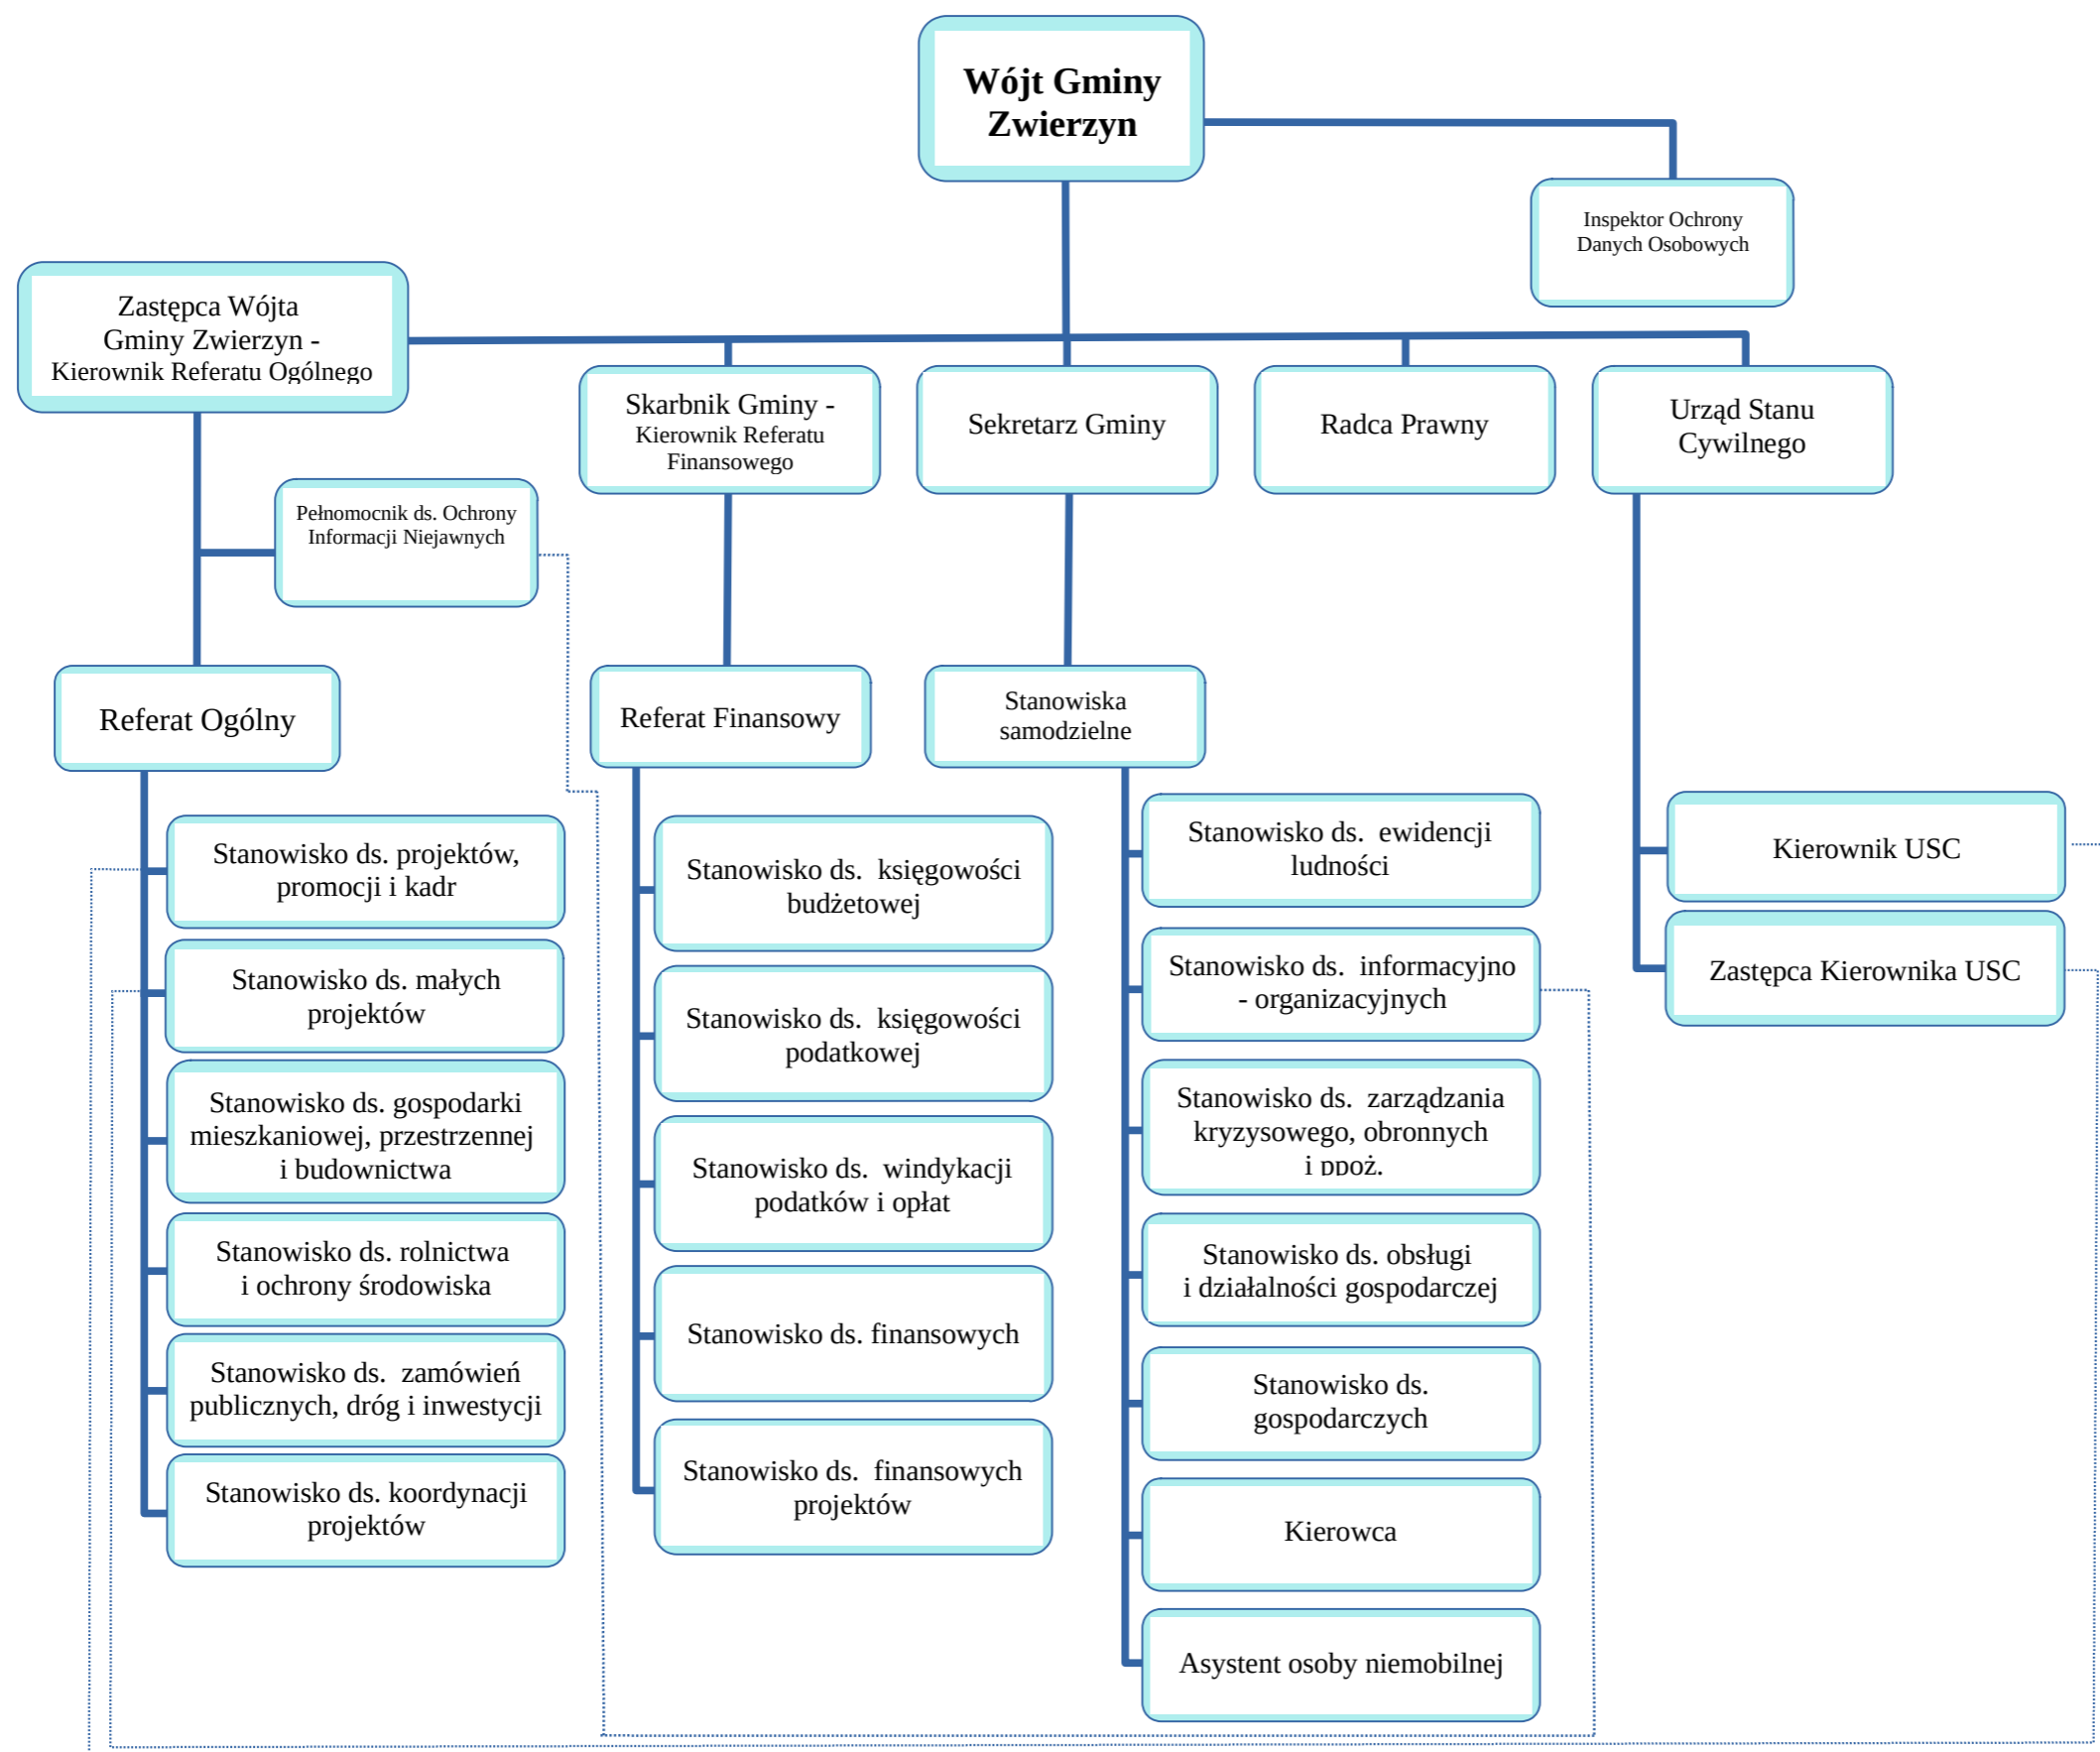 Wójt Gminy
Zwierzyn
Inspektor Ochrony
Danych Osobowych
Zastępca Wójta
Gminy Zwierzyn -
Kierownik Referatu Ogólnego
Skarbnik Gminy -
Kierownik Referatu
Finansowego
Sekretarz Gminy
Radca Prawny
Urząd Stanu
Cywilnego
Pełnomocnik ds. Ochrony
Informacji Niejawnych
Referat Ogólny
Referat Finansowy
Stanowiska
samodzielne
Stanowisko ds. projektów,
promocji i kadr
Stanowisko ds. małych
projektów
Stanowisko ds. gospodarki
mieszkaniowej, przestrzennej
i budownictwa
Stanowisko ds. rolnictwa
i ochrony środowiska
Stanowisko ds. zamówień
publicznych, dróg i inwestycji
Stanowisko ds. koordynacji
projektów
Stanowisko ds. księgowości
budżetowej
Stanowisko ds. księgowości
podatkowej
Stanowisko ds. windykacji
podatków i opłat
Stanowisko ds. finansowych
Stanowisko ds. finansowych
projektów
Stanowisko ds. ewidencji
ludności
Stanowisko ds. informacyjno
- organizacyjnych
Stanowisko ds. zarządzania
kryzysowego, obronnych
i ppoż.
Stanowisko ds. obsługi
i działalności gospodarczej
Stanowisko ds.
gospodarczych
Kierowca
Asystent osoby niemobilnej
Kierownik USC
Zastępca Kierownika USC